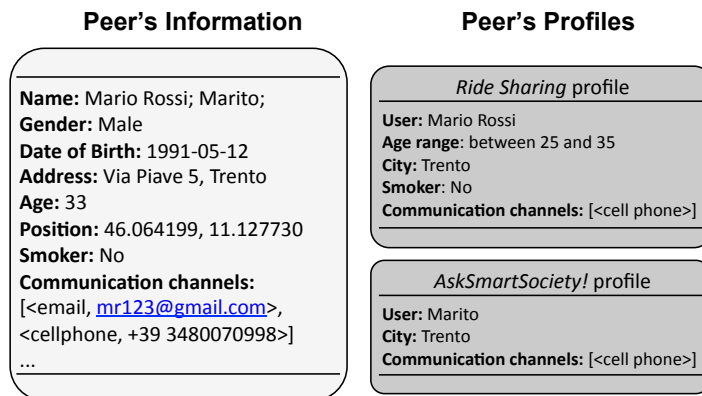 Peer's Information
Name: Mario Rossi; Marito;
Gender: Male
Date of Birth: 1991-05-12
Address: Via Piave 5, Trento
Age: 33
Position: 46.064199, 11.127730
Smoker: No
Communication channels:
[<email, mr123@gmail.com>,
<cellphone, +39 3480070998>]
...
Peer's Profiles
Ride Sharing profile
User: Mario Rossi
Age range: between 25 and 35
City: Trento
Smoker: No
Communication channels: [<cell phone>]
AskSmartSociety! profile
User: Marito
City: Trento
Communication channels: [<cell phone>]